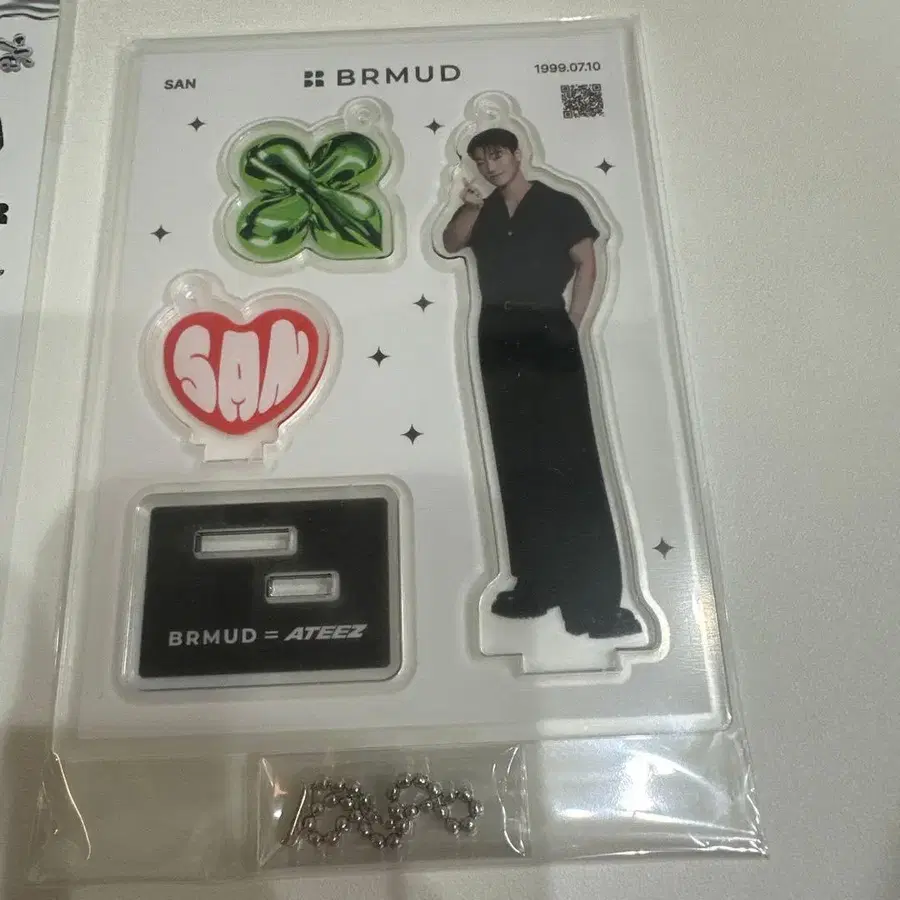 SAN
BRMUD
1999.07.10
SAN
BRMUD = ATEEZ